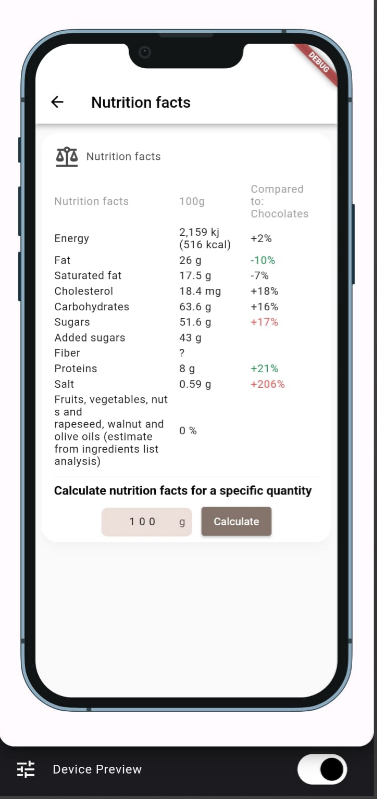 DEBUG
Nutrition facts
Nutrition facts
Nutrition facts 100g Compared to: Chocolates
Energy 2,159 kj (516 kcal) +2%
Fat 26 g -10%
Saturated fat 17.5 g -7%
Cholesterol 18.4 mg +18%
Carbohydrates 63.6 g +16%
Sugars 51.6 g +17%
Added sugars 43 g
Fiber ?
Proteins 8 g +21%
Salt 0.59 g +206%
Fruits, vegetables, nut
s and
rapeseed, walnut and
olive oils (estimate 0 %
from ingredients list
analysis)
Calculate nutrition facts for a specific quantity
100 g Calculate
Device Preview